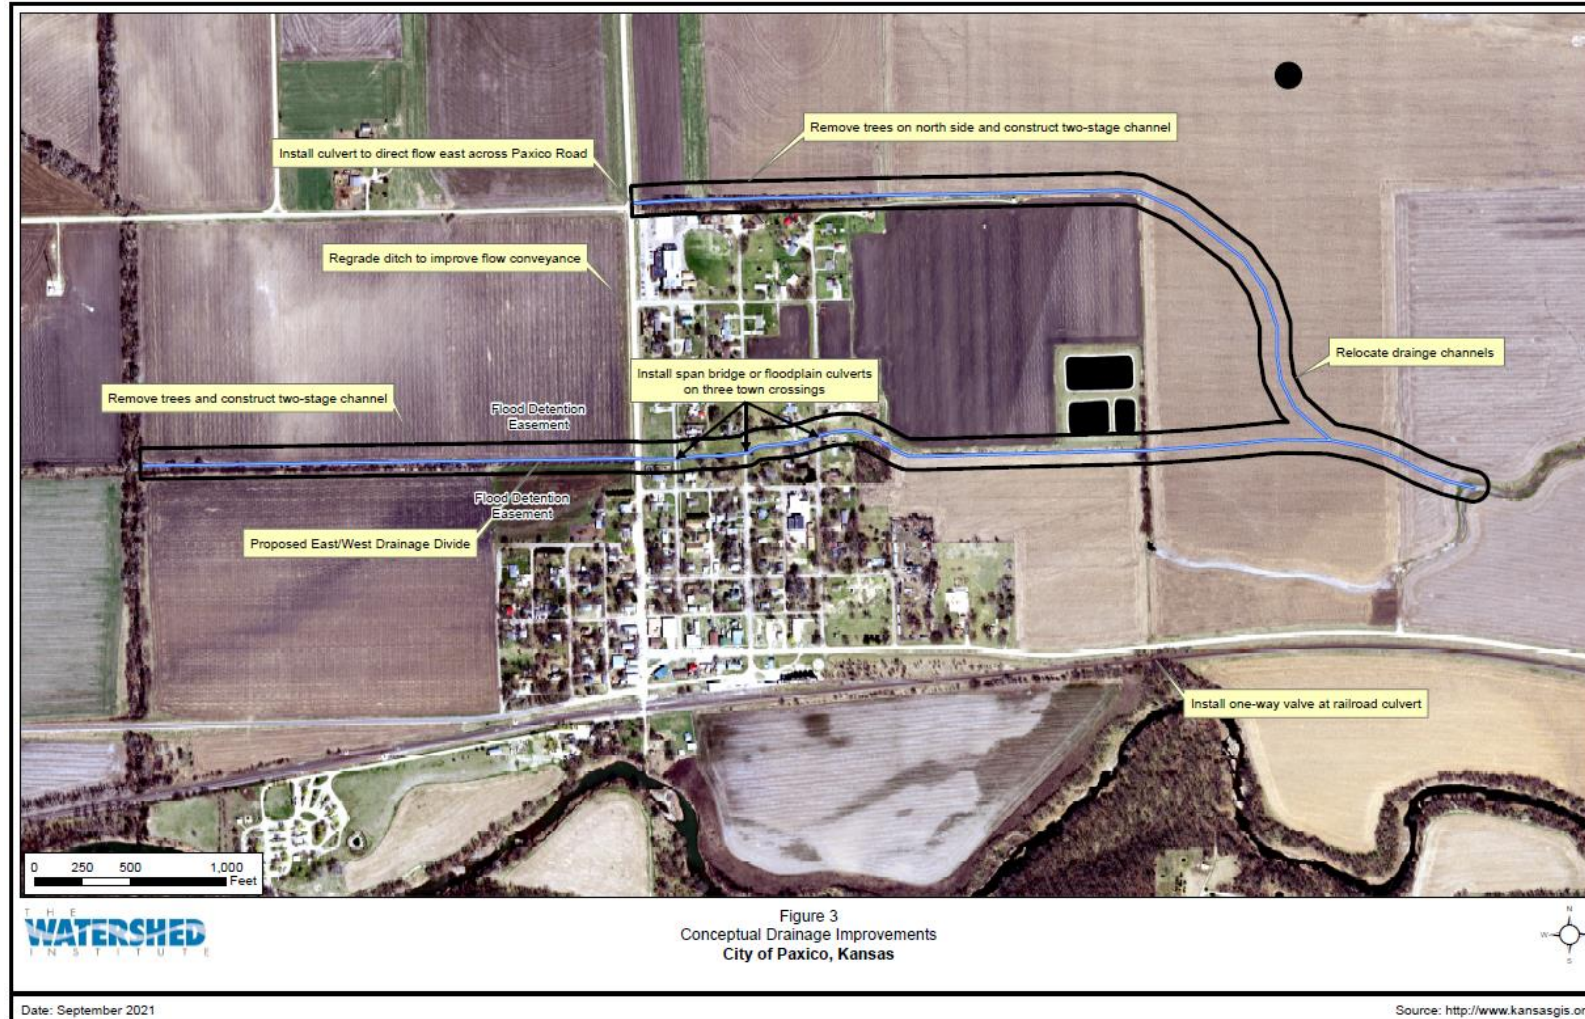 Remove trees on north side and construct two-stage channel
Install culvert to direct flow east across Paxico Road
Regrade ditch to improve flow conveyance
Relocate drainge channels
Install span bridge or floodplain culverts
on three town crossings
Remove trees and construct two-stage channel
Flood Detention
Easement
Flood Detention
Easement
Proposed East/West Drainage Divide
Install one-way valve at railroad culvert
0 250 500 1,000
Feet
THE
WATERSHED
INSTITUTE
Figure 3
Conceptual Drainage Improvements
City of Paxico, Kansas
N
W
S
Date: September 2021
Source: http://www.kansasgis.or